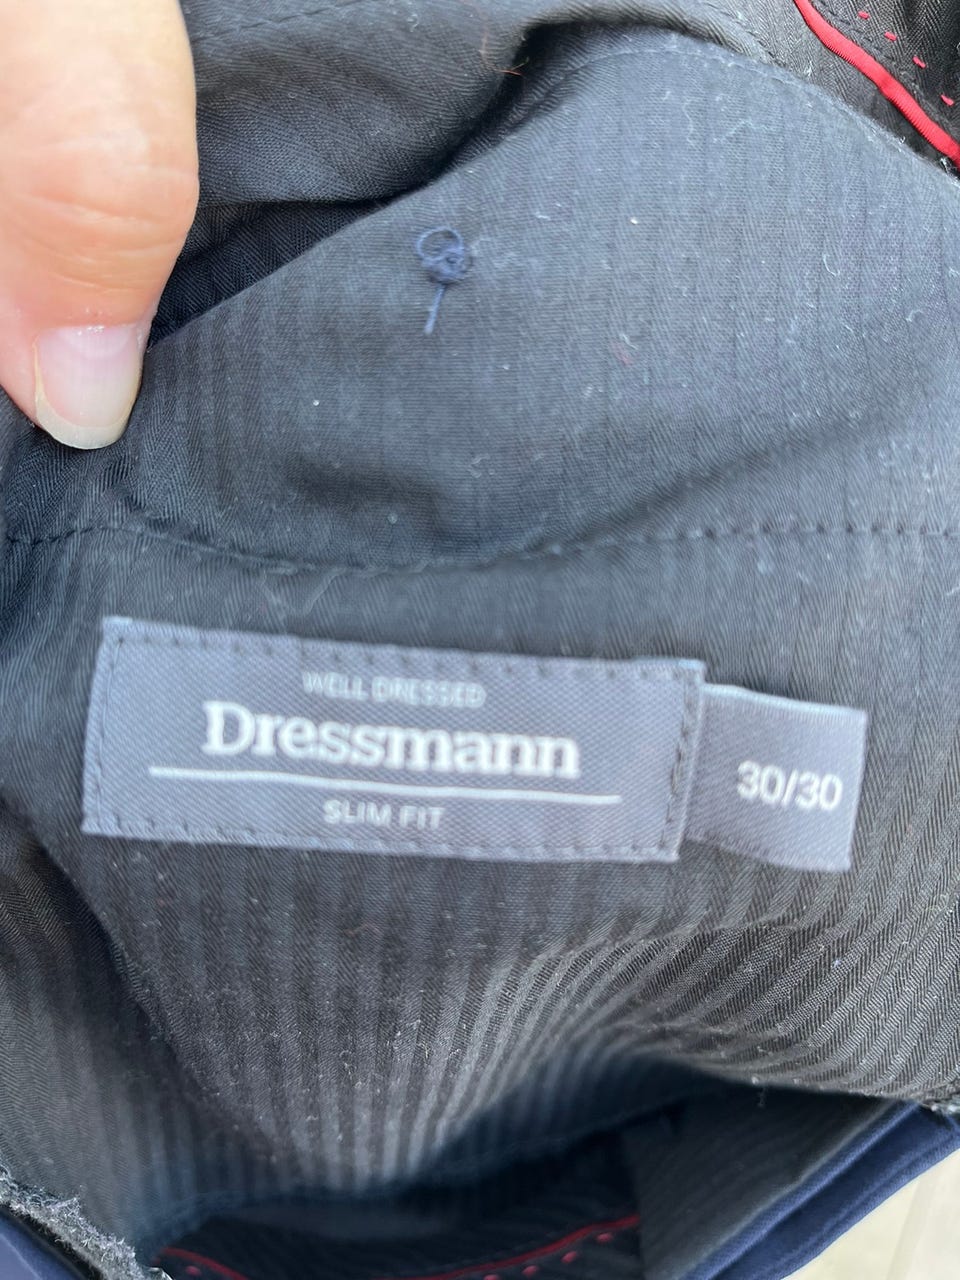 WELL DRESSED
Dressmann
SLIM FIT
30/30